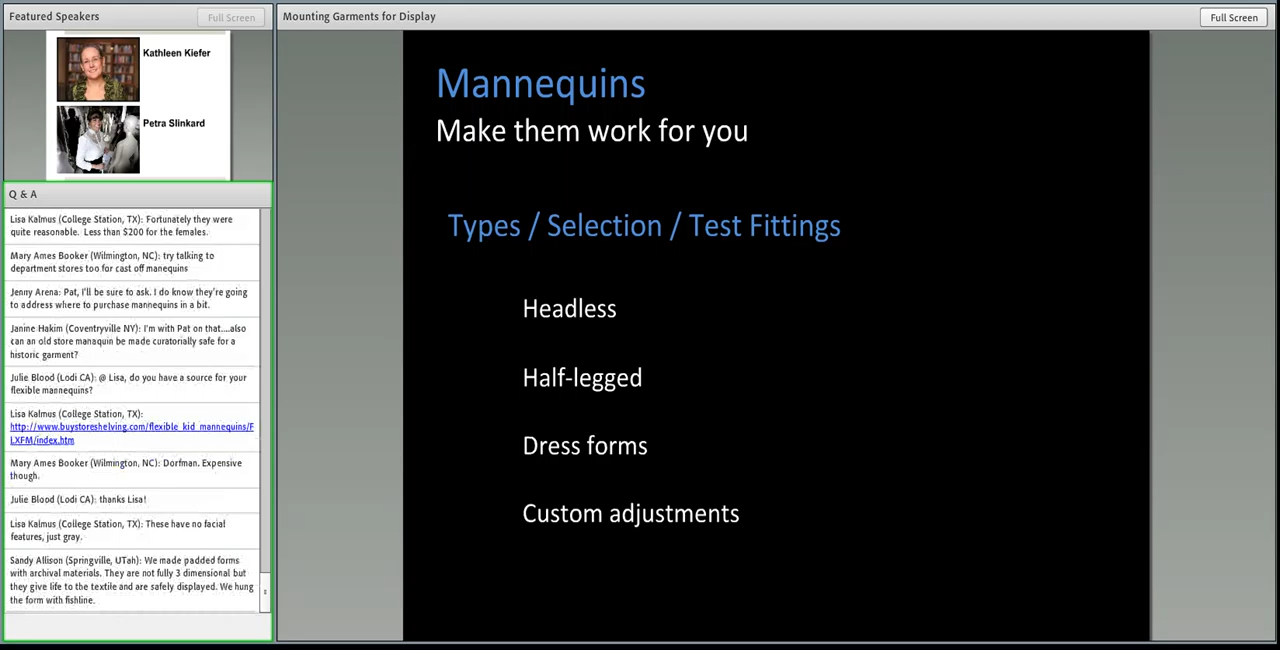 Featured Speakers
Full Screen
Kathleen Kiefer
Petra Slinkard
Q & A
Lisa Kalmus (College Station, TX): Fortunately they were
quite reasonable. Less than $200 for the females.
Mary Ames Booker (Wilmington, NC): try talking to
department stores too for cast off manequins
Jenny Arena: Pat, I'll be sure to ask. I do know they're going
to address where to purchase mannequins in a bit.
Janine Hakim (Coventryville NY): I'm with Pat on that....also
can an old store manaquin be made curatorially safe for a
historic garment?
Julie Blood (Lodi CA): @ Lisa, do you have a source for your
flexible mannequins?
Lisa Kalmus (College Station, TX):
http://www.buystoreshelving.com/flexible_kid_mannequins/F
LXFM/index.htm
Mary Ames Booker (Wilmington, NC): Dorfman. Expensive
though.
Julie Blood (Lodi CA): thanks Lisa!
Lisa Kalmus (College Station, TX): These have no facial
features, just gray.
Sandy Allison (Springville, UTah): We made padded forms
with archival materials. They are not fully 3 dimensional but
they give life to the textile and are safely displayed. We hung
the form with fishline.
Mounting Garments for Display
Full Screen
Mannequins
Make them work for you
Types / Selection / Test Fittings
Headless
Half-legged
Dress forms
Custom adjustments